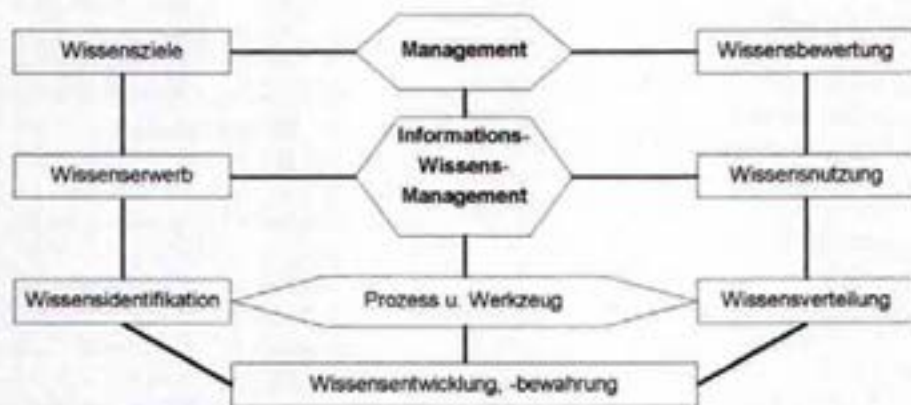 Wissensziele
Management
Wissensbewertung
Wissenserwerb
Informations-
Wissens-
Management
Wissensnutzung
Wissensidentifikation
Prozess u. Werkzeug
Wissensverteilung
Wissensentwicklung, -bewahrung